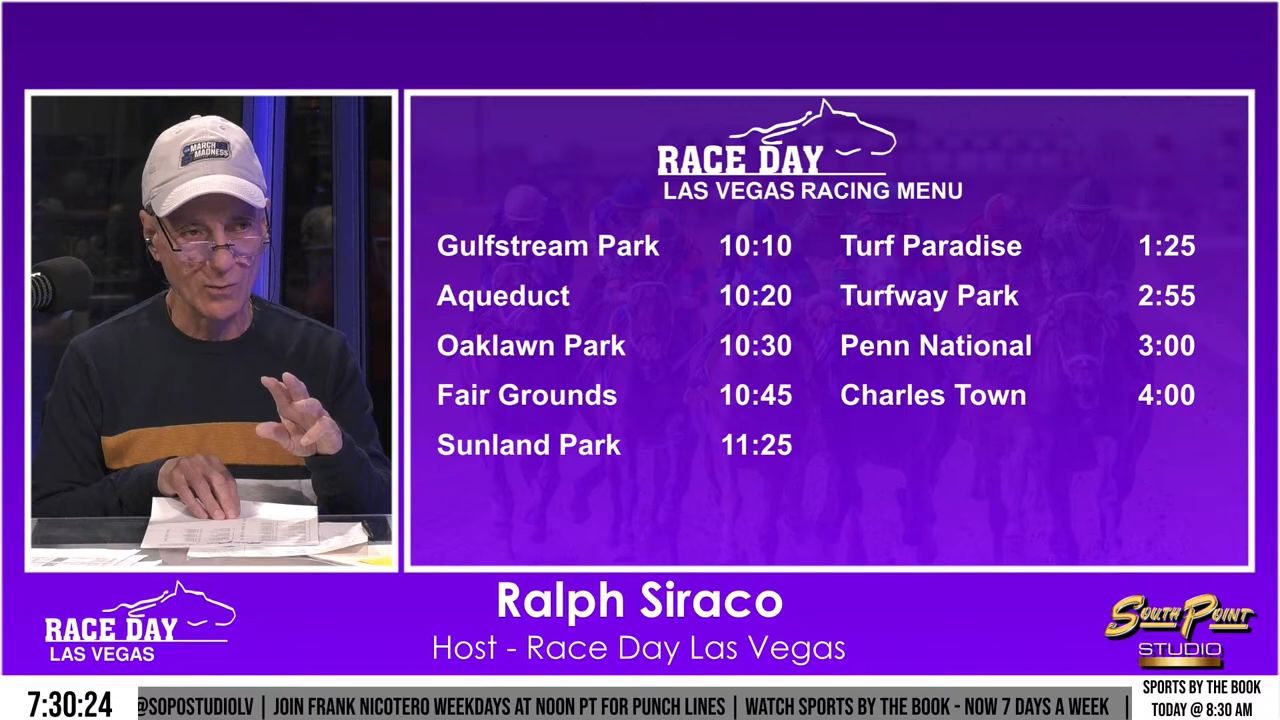 MARCH
MADNESS
RACE DAY
LAS VEGAS RACING MENU
Gulfstream Park 10:10
Aqueduct 10:20
Oaklawn Park 10:30
Fair Grounds 10:45
Sunland Park 11:25
Turf Paradise 1:25
Turfway Park 2:55
Penn National 3:00
Charles Town 4:00
RACE DAY
LAS VEGAS
Ralph Siraco
Host - Race Day Las Vegas
SOUTH POINT
STUDIO
7:30:24
@SOPOSTUDIOLV | JOIN FRANK NICOTERO WEEKDAYS AT NOON PT FOR PUNCH LINES | WATCH SPORTS BY THE BOOK - NOW 7 DAYS A WEEK |
SPORTS BY THE BOOK
TODAY @ 8:30 AM